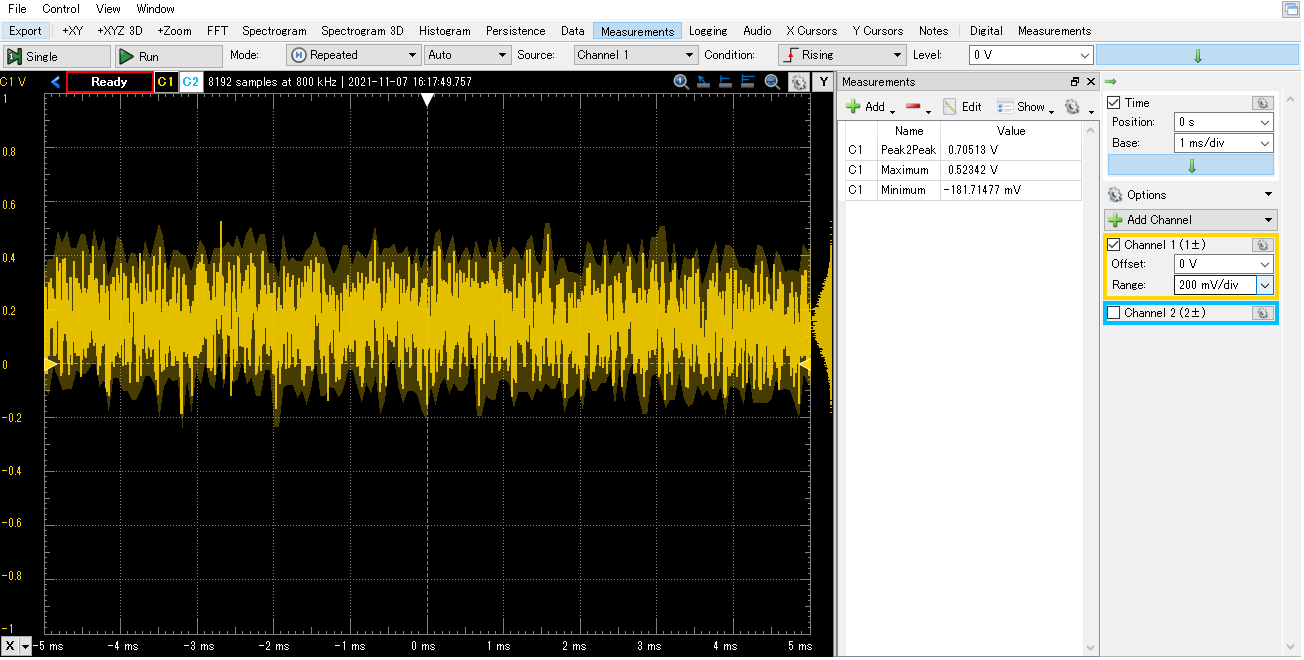 File Control View Window
Export +XY +XYZ 3D +Zoom FFT Spectrogram Spectrogram 3D Histogram Persistence Data Measurements Logging Audio X Cursors Y Cursors Notes Digital Measurements
Single Run Mode: Repeated Auto Source: Channel 1 Condition: Rising Level: 0 V
C1 V Ready C1 C2 8192 samples at 800 kHz | 2021-11-07 16:17:49.757 Y
1
0.8
0.6
0.4
0.2
0
-0.2
-0.4
-0.6
-0.8
-1
X -5 ms -4 ms -3 ms -2 ms -1 ms 0 ms 1 ms 2 ms 3 ms 4 ms 5 ms
Measurements
Add Edit Show
Name Value
C1 Peak2Peak 0.70513 V
C1 Maximum 0.52342 V
C1 Minimum -181.71477 mV
Time
Position: 0 s
Base: 1 ms/div
Options
Add Channel
Channel 1 (1±)
Offset: 0 V
Range: 200 mV/div
Channel 2 (2±)